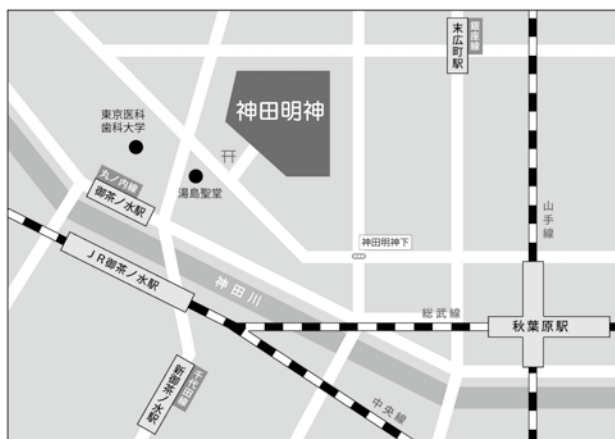 末広町駅
銀座線
神田明神
東京医科
歯科大学
湯島聖堂
丸ノ内線
御茶ノ水駅
山手線
神田明神下
JR御茶ノ水駅
神田川
総武線
秋葉原駅
千代田線
新御茶ノ水駅
中央線